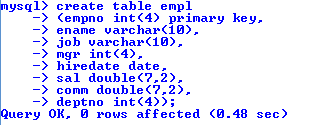 mysql> create table empl
-> (empno int(4) primary key,
-> ename varchar(10),
-> job varchar(10),
-> mgr int(4),
-> hiredate date,
-> sal double(7,2),
-> comm double(7,2),
-> deptno int(4));
Query OK, 0 rows affected (0.48 sec)